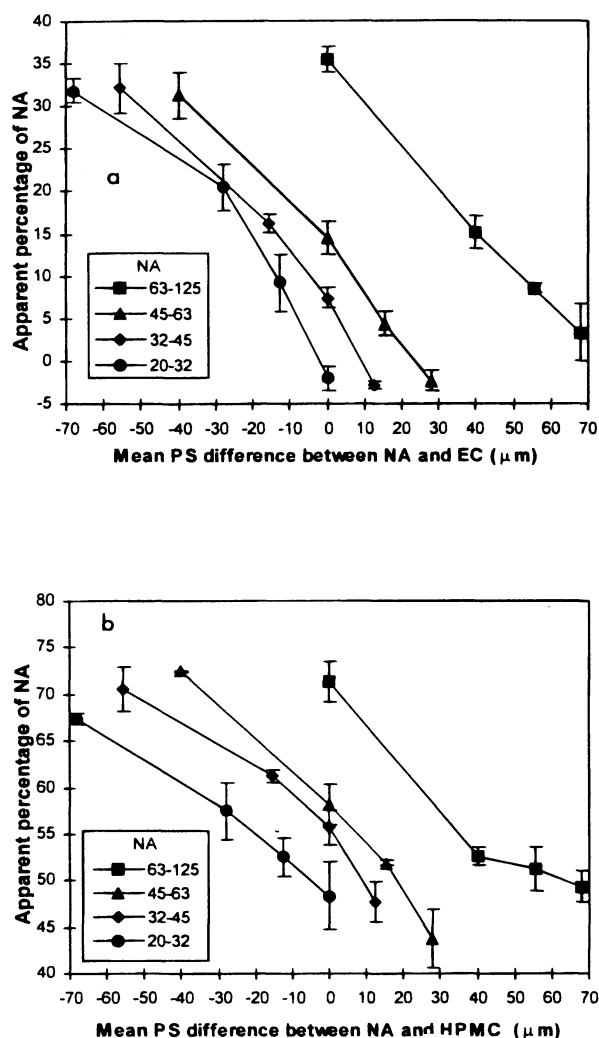 40
35
30
25
20
15
10
5
0
-5
Apparent percentage of NA
a
NA
63-125
45-63
32-45
20-32
-70 -60 -50 -40 -30 -20 -10 0 10 20 30 40 50 60 70
Mean PS difference between NA and EC (μm)
80
75
70
65
60
55
50
45
40
Apparent percentage of NA
b
NA
63-125
45-63
32-45
20-32
-70 -60 -50 -40 -30 -20 -10 0 10 20 30 40 50 60 70
Mean PS difference between NA and HPMC (μm)